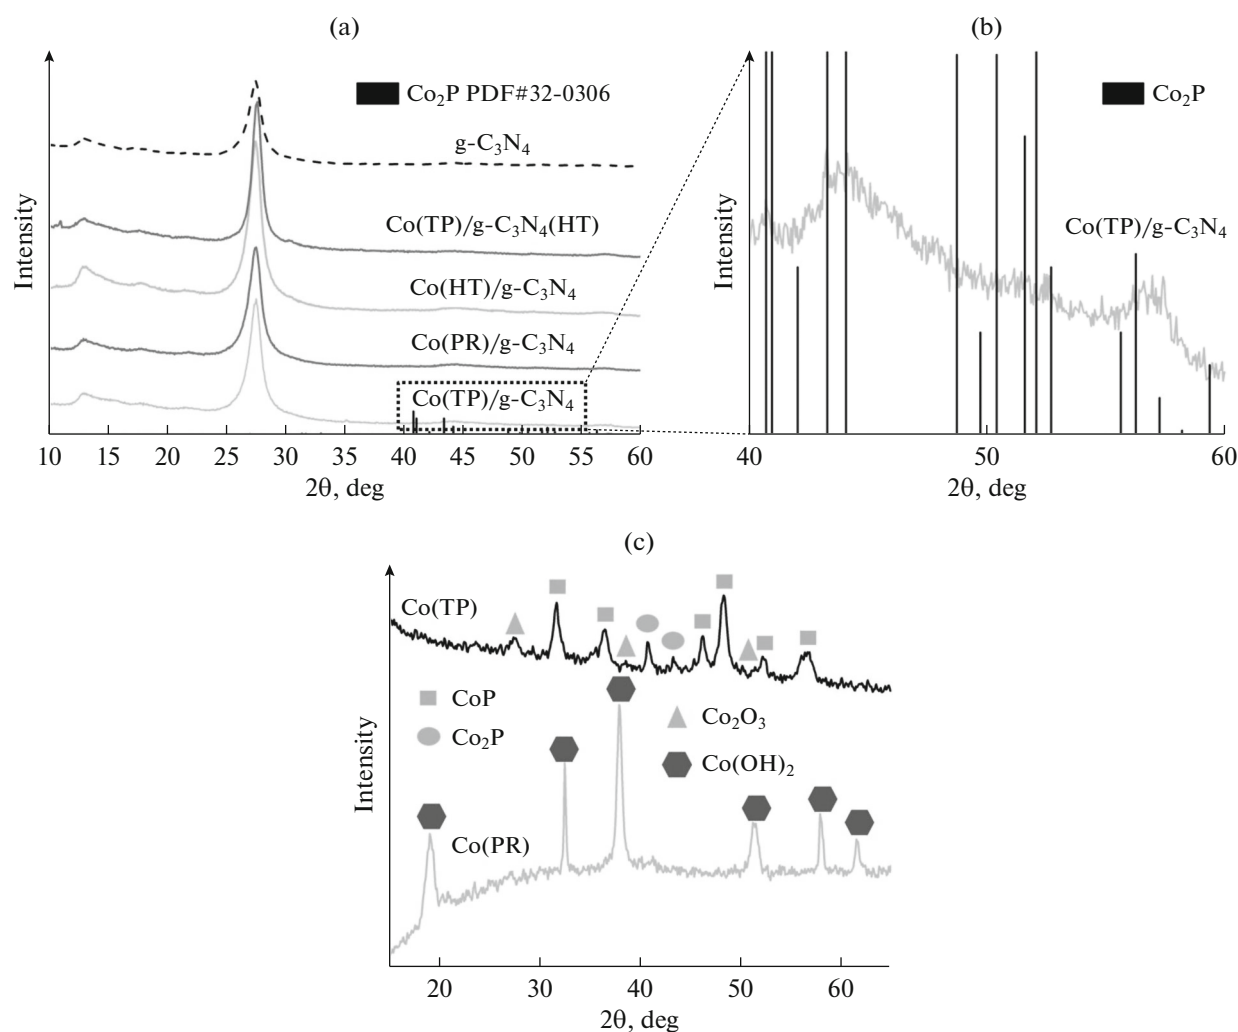 (a)
Co₂P PDF#32-0306
g-C₃N₄
Co(TP)/g-C₃N₄(HT)
Co(HT)/g-C₃N₄
Co(PR)/g-C₃N₄
Co(TP)/g-C₃N₄
Intensity
10 15 20 25 30 35 40 45 50 55 60
2θ, deg
(b)
Co₂P
Co(TP)/g-C₃N₄
Intensity
40 50 60
2θ, deg
(c)
Co(TP)
CoP
Co₂P
Co₂O₃
Co(OH)₂
Co(PR)
Intensity
20 30 40 50 60
2θ, deg